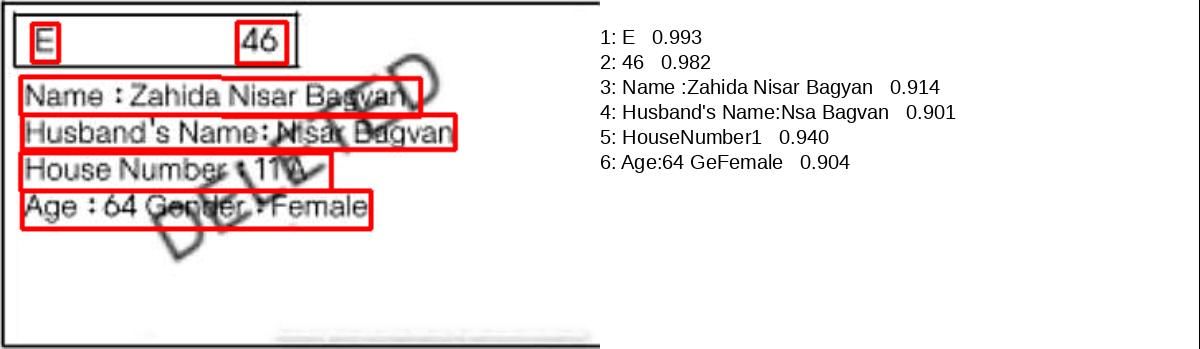 E 46
Name : Zahida Nisar Bagvan
Husband's Name: Nisar Bagvan
House Number :
Age : 64 Gender : Female
DELETED
1: E 0.993
2: 46 0.982
3: Name :Zahida Nisar Bagyan 0.914
4: Husband's Name:Nsa Bagvan 0.901
5: HouseNumber1 0.940
6: Age:64 GeFemale 0.904